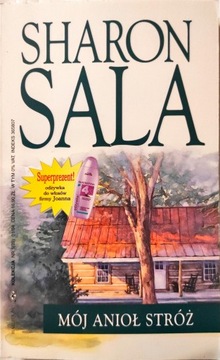 SHARON
SALA
Superprezent!
odżywka
do włosów
firmy Joanna
MÓJ ANIOŁ STRÓŻ